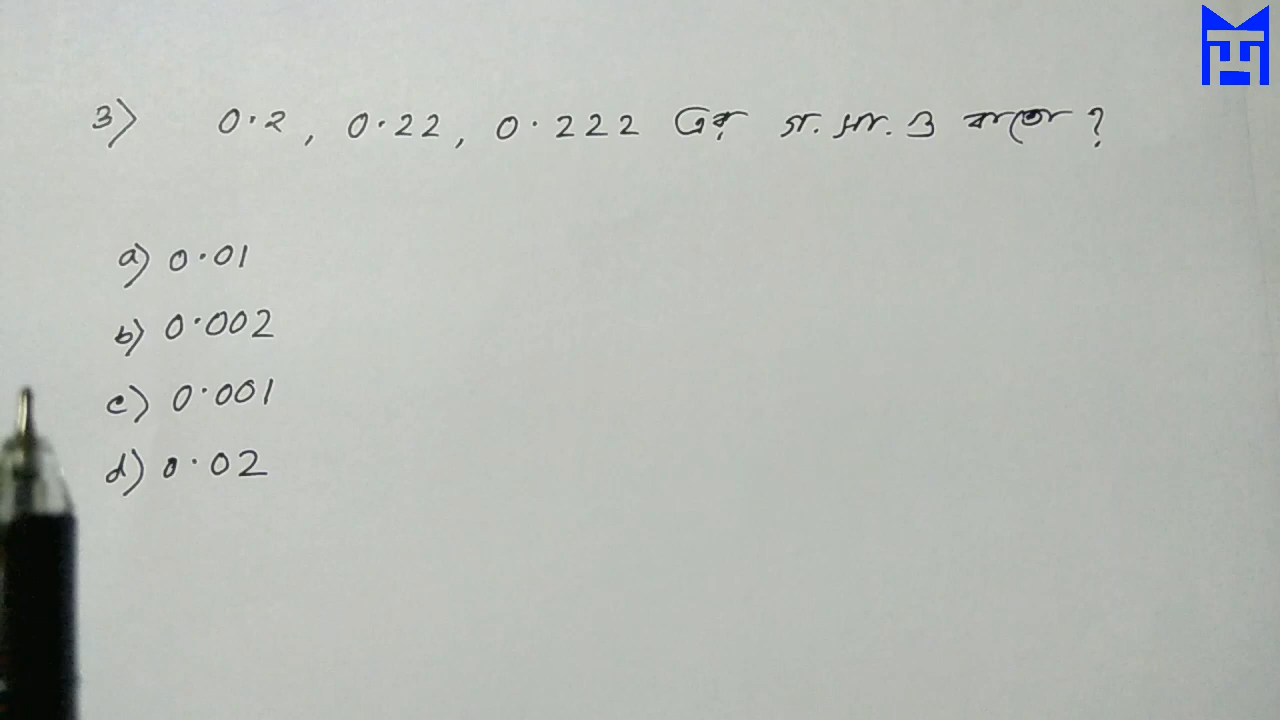 3) 0.2, 0.22, 0.222 এর গ. সা. গু কতো?
a) 0.01
b) 0.002
c) 0.001
d) 0.02